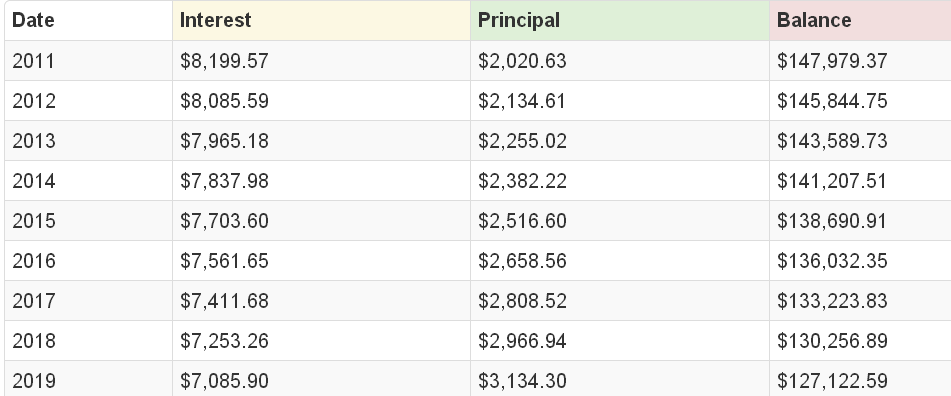 Date Interest Principal Balance
2011 $8,199.57 $2,020.63 $147,979.37
2012 $8,085.59 $2,134.61 $145,844.75
2013 $7,965.18 $2,255.02 $143,589.73
2014 $7,837.98 $2,382.22 $141,207.51
2015 $7,703.60 $2,516.60 $138,690.91
2016 $7,561.65 $2,658.56 $136,032.35
2017 $7,411.68 $2,808.52 $133,223.83
2018 $7,253.26 $2,966.94 $130,256.89
2019 $7,085.90 $3,134.30 $127,122.59